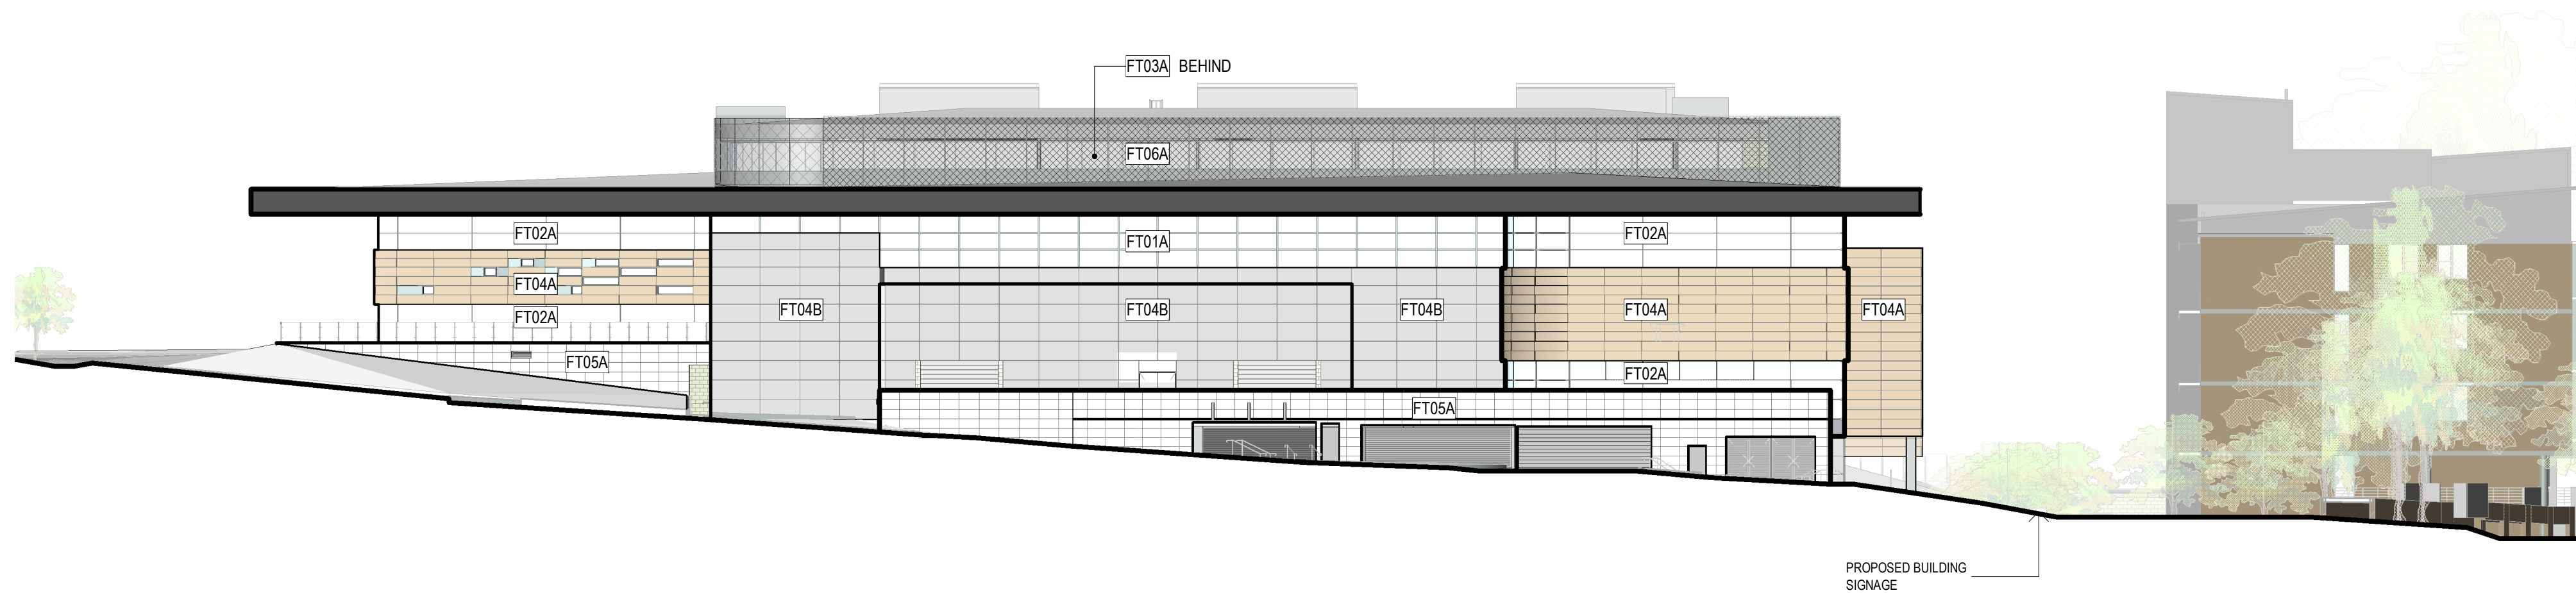 FT03A BEHIND
FT06A
FT02A
FT01A
FT02A
FT04A
FT04B
FT04B
FT04B
FT04A
FT04A
FT02A
FT05A
FT02A
FT05A
PROPOSED BUILDING
SIGNAGE